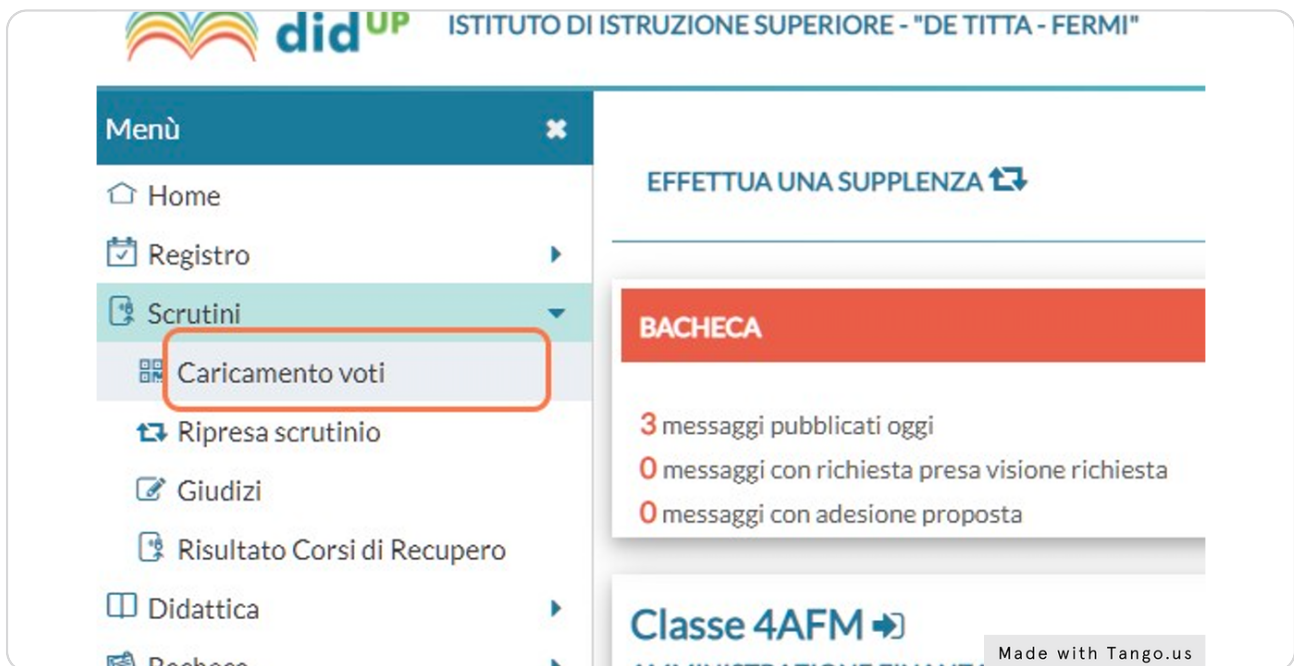 didUP ISTITUTO DI ISTRUZIONE SUPERIORE - "DE TITTA - FERMI"
Menù
Home
Registro
Scrutini
Caricamento voti
Ripresa scrutinio
Giudizi
Risultato Corsi di Recupero
Didattica
Bacheca
EFFETTUA UNA SUPPLENZA
BACHECA
3 messaggi pubblicati oggi
0 messaggi con richiesta presa visione richiesta
0 messaggi con adesione proposta
Classe 4AFM
Made with Tango.us